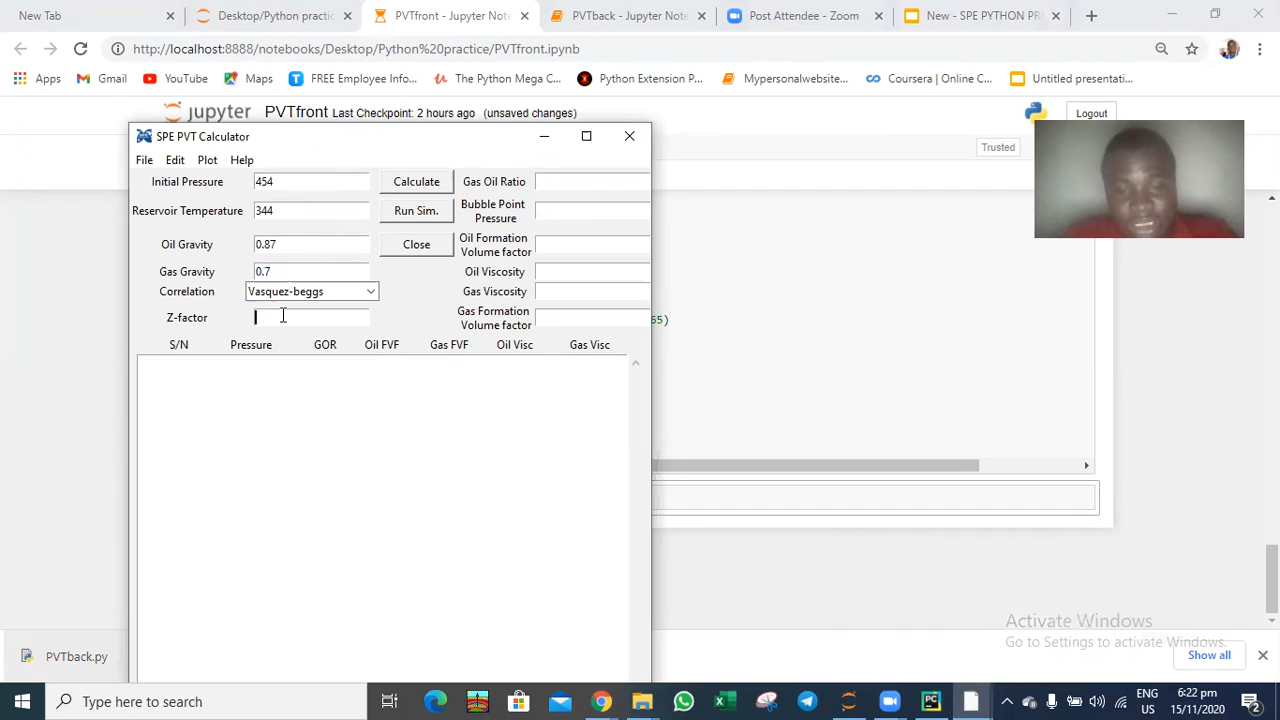 New Tab
Desktop/Python practic
PVTfront - Jupyter Note
PVTback - Jupyter Note
Post Attendee - Zoom
New - SPE PYTHON PR
http://localhost:8888/notebooks/Desktop/Python%20practice/PVTfront.ipynb
Apps
Gmail
YouTube
Maps
FREE Employee Info...
The Python Mega C...
Python Extension P...
Mypersonalwebsite...
Coursera | Online C...
Untitled presentati...
jupyter PVTfront Last Checkpoint: 2 hours ago (unsaved changes)
Logout
Trusted
SPE PVT Calculator
File Edit Plot Help
Initial Pressure 454 Calculate Gas Oil Ratio
Reservoir Temperature 344 Run Sim. Bubble Point
Pressure
Oil Gravity 0.87 Close Oil Formation
Volume factor
Gas Gravity 0.7 Oil Viscosity
Correlation Vasquez-beggs Gas Viscosity
Z-factor Gas Formation
Volume factor
65)
S/N Pressure GOR Oil FVF Gas FVF Oil Visc Gas Visc
Activate Windows
Go to Settings to activate Windows.
PVTback.py
Show all
Type here to search
ENG
US
6:22 pm
15/11/2020
2